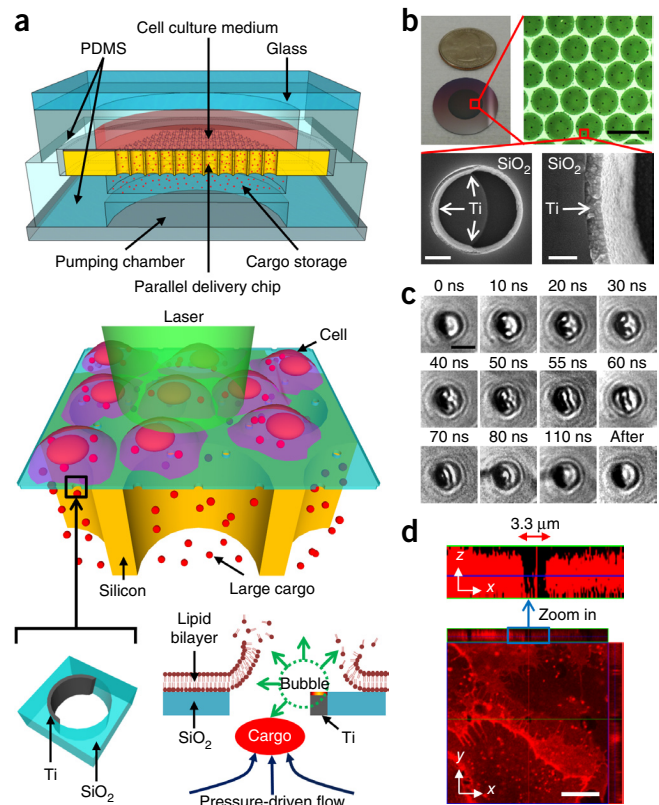 a
Cell culture medium
PDMS
Glass
Pumping chamber
Cargo storage
Parallel delivery chip
Laser
Cell
Silicon
Large cargo
Lipid
bilayer
Bubble
SiO2
Ti
Cargo
Ti
SiO2
Pressure-driven flow
b
SiO2
Ti
SiO2
Ti
c
0 ns 10 ns 20 ns 30 ns
40 ns 50 ns 55 ns 60 ns
70 ns 80 ns 110 ns After
d
3.3 μm
z
x
Zoom in
y
x